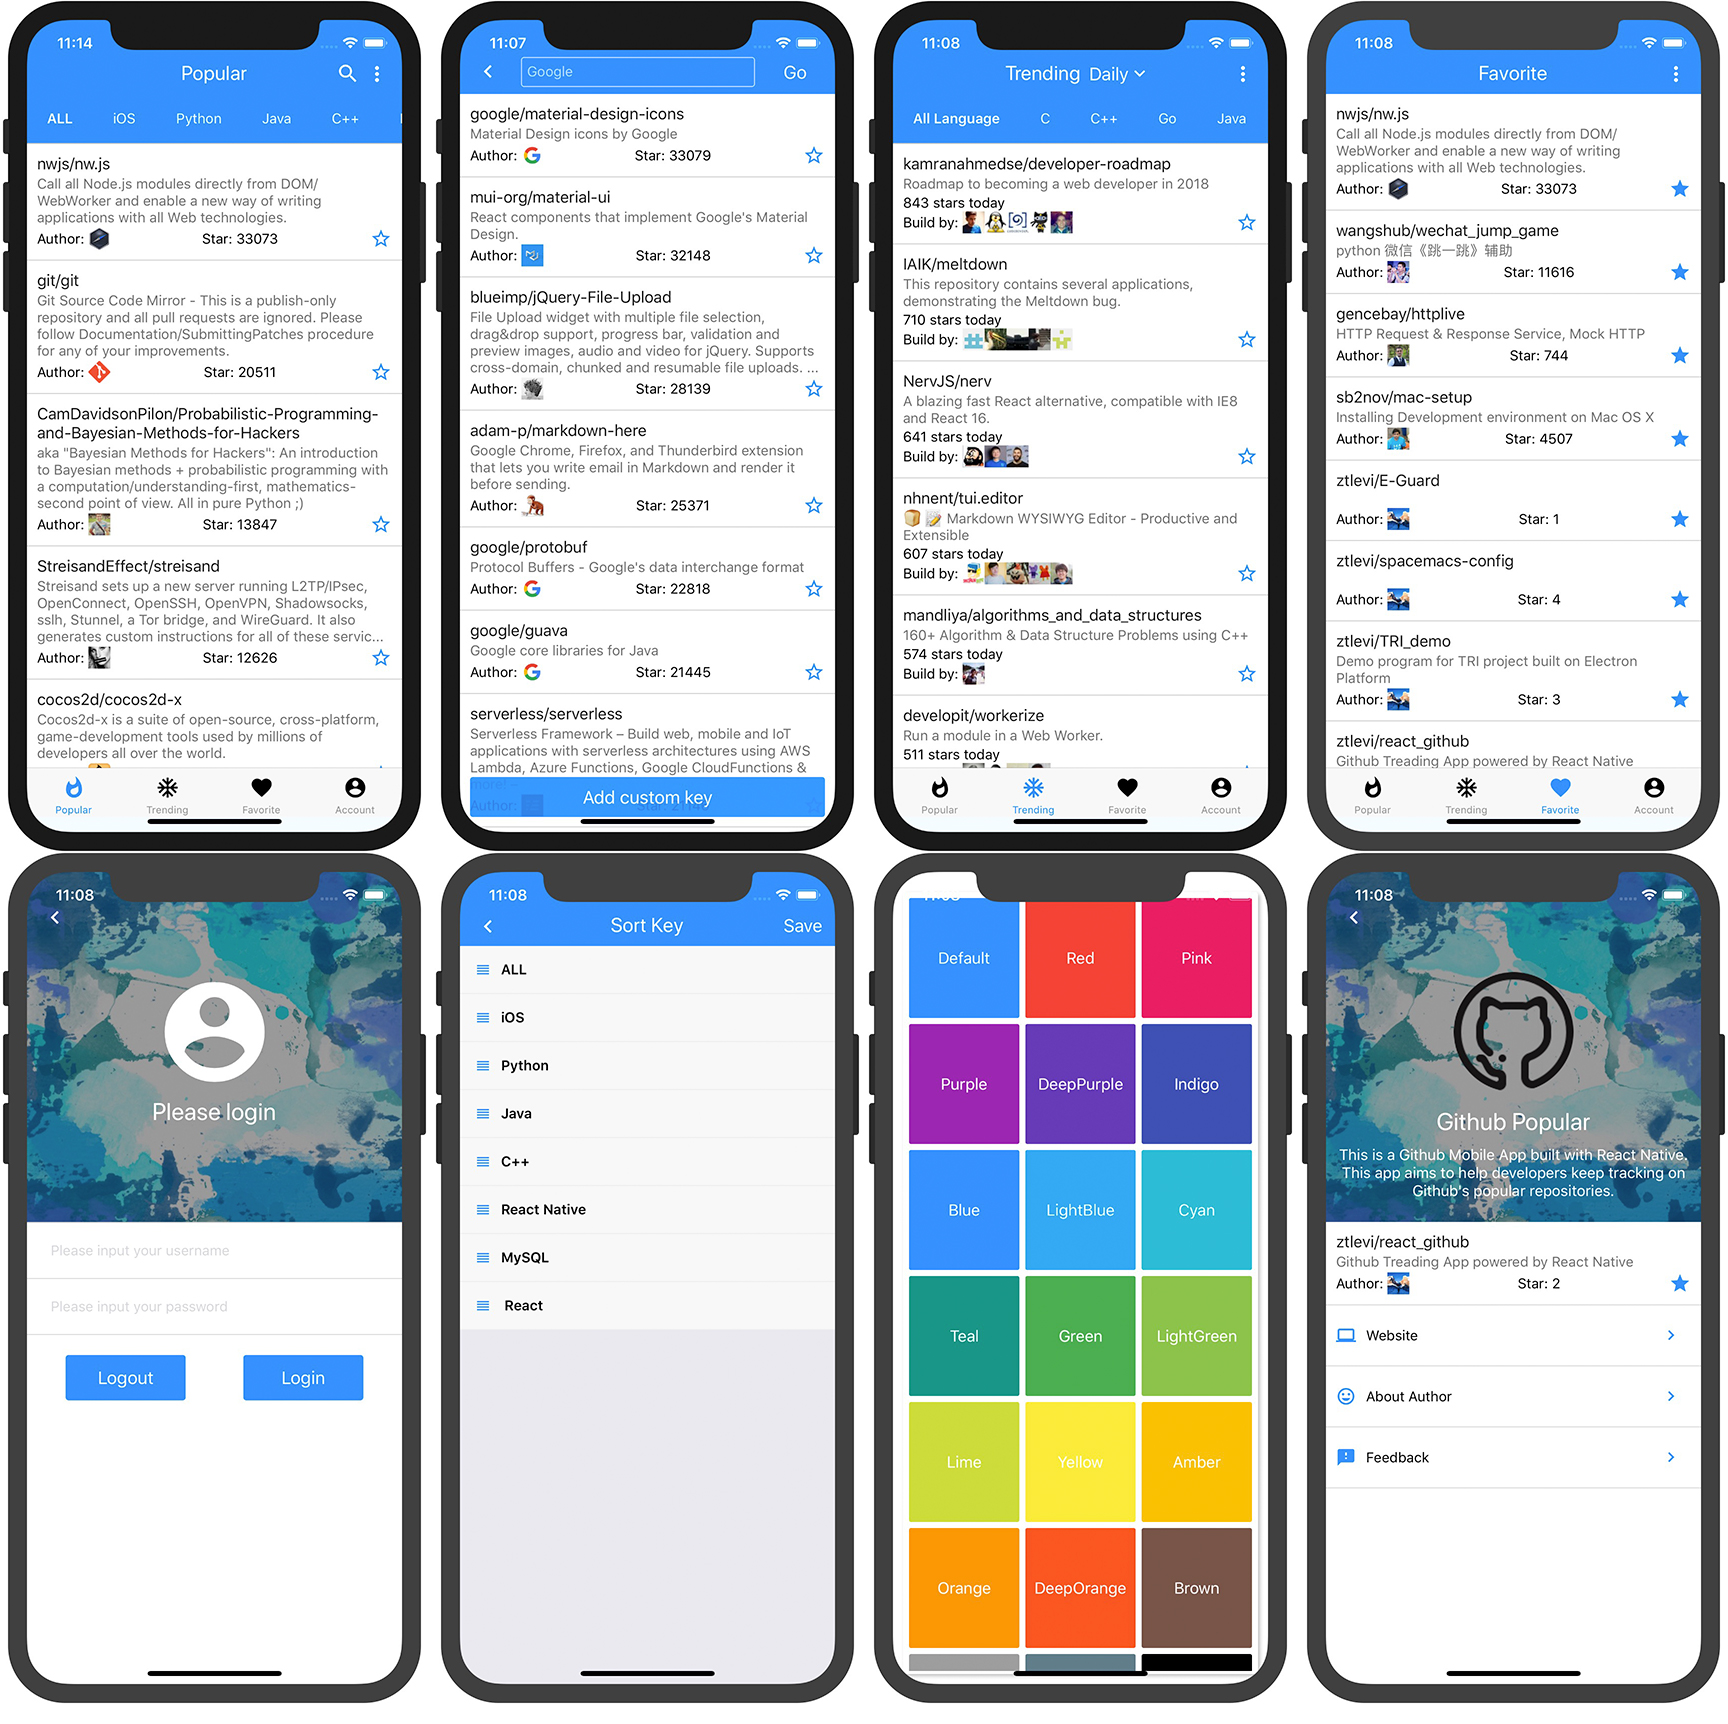 11:14
Popular
ALL iOS Python Java C++
nwjs/nw.js
Call all Node.js modules directly from DOM/
WebWorker and enable a new way of writing
applications with all Web technologies.
Author: Star: 33073
git/git
Git Source Code Mirror - This is a publish-only
repository and all pull requests are ignored. Please
follow Documentation/SubmittingPatches procedure
for any of your improvements.
Author: Star: 20511
CamDavidsonPilon/Probabilistic-Programming-
and-Bayesian-Methods-for-Hackers
aka "Bayesian Methods for Hackers": An introduction
to Bayesian methods + probabilistic programming with
a computation/understanding-first, mathematics-
second point of view. All in pure Python ;)
Author: Star: 13847
StreisandEffect/streisand
Streisand sets up a new server running L2TP/IPsec,
OpenConnect, OpenSSH, OpenVPN, Shadowsocks,
sslh, Stunnel, a Tor bridge, and WireGuard. It also
generates custom instructions for all of these servic...
Author: Star: 12626
cocos2d/cocos2d-x
Cocos2d-x is a suite of open-source, cross-platform,
game-development tools used by millions of
developers all over the world.
Popular Trending Favorite Account
11:07
Google Go
google/material-design-icons
Material Design icons by Google
Author: Star: 33079
mui-org/material-ui
React components that implement Google's Material
Design.
Author: Star: 32148
blueimp/jQuery-File-Upload
File Upload widget with multiple file selection,
drag&drop support, progress bar, validation and
preview images, audio and video for jQuery. Supports
cross-domain, chunked and resumable file uploads. ...
Author: Star: 28139
adam-p/markdown-here
Google Chrome, Firefox, and Thunderbird extension
that lets you write email in Markdown and render it
before sending.
Author: Star: 25371
google/protobuf
Protocol Buffers - Google's data interchange format
Author: Star: 22818
google/guava
Google core libraries for Java
Author: Star: 21445
serverless/serverless
Serverless Framework – Build web, mobile and IoT
applications with serverless architectures using AWS
Lambda, Azure Functions, Google CloudFunctions &
Add custom key
11:08
Trending Daily
All Language C C++ Go Java
kamranahmedse/developer-roadmap
Roadmap to becoming a web developer in 2018
843 stars today
Build by:
IAIK/meltdown
This repository contains several applications,
demonstrating the Meltdown bug.
710 stars today
Build by:
NervJS/nerv
A blazing fast React alternative, compatible with IE8
and React 16.
641 stars today
Build by:
nhnent/tui.editor
🍞📝 Markdown WYSIWYG Editor - Productive and
Extensible
607 stars today
Build by:
mandliya/algorithms_and_data_structures
160+ Algorithm & Data Structure Problems using C++
574 stars today
Build by:
developit/workerize
Run a module in a Web Worker.
511 stars today
Popular Trending Favorite Account
11:08
Favorite
nwjs/nw.js
Call all Node.js modules directly from DOM/
WebWorker and enable a new way of writing
applications with all Web technologies.
Author: Star: 33073
wangshub/wechat_jump_game
python 微信《跳一跳》辅助
Author: Star: 11616
gencebay/httplive
HTTP Request & Response Service, Mock HTTP
Author: Star: 744
sb2nov/mac-setup
Installing Development environment on Mac OS X
Author: Star: 4507
ztlevi/E-Guard
Author: Star: 1
ztlevi/spacemacs-config
Author: Star: 4
ztlevi/TRI_demo
Demo program for TRI project built on Electron
Platform
Author: Star: 3
ztlevi/react_github
Github Treading App powered by React Native
Popular Trending Favorite Account
11:08
Please login
Please input your username
Please input your password
Logout Login
11:08
Sort Key Save
ALL
iOS
Python
Java
C++
React Native
MySQL
React
Default Red Pink
Purple DeepPurple Indigo
Blue LightBlue Cyan
Teal Green LightGreen
Lime Yellow Amber
Orange DeepOrange Brown
11:08
Github Popular
This is a Github Mobile App built with React Native.
This app aims to help developers keep tracking on
Github's popular repositories.
ztlevi/react_github
Github Treading App powered by React Native
Author: Star: 2
Website
About Author
Feedback